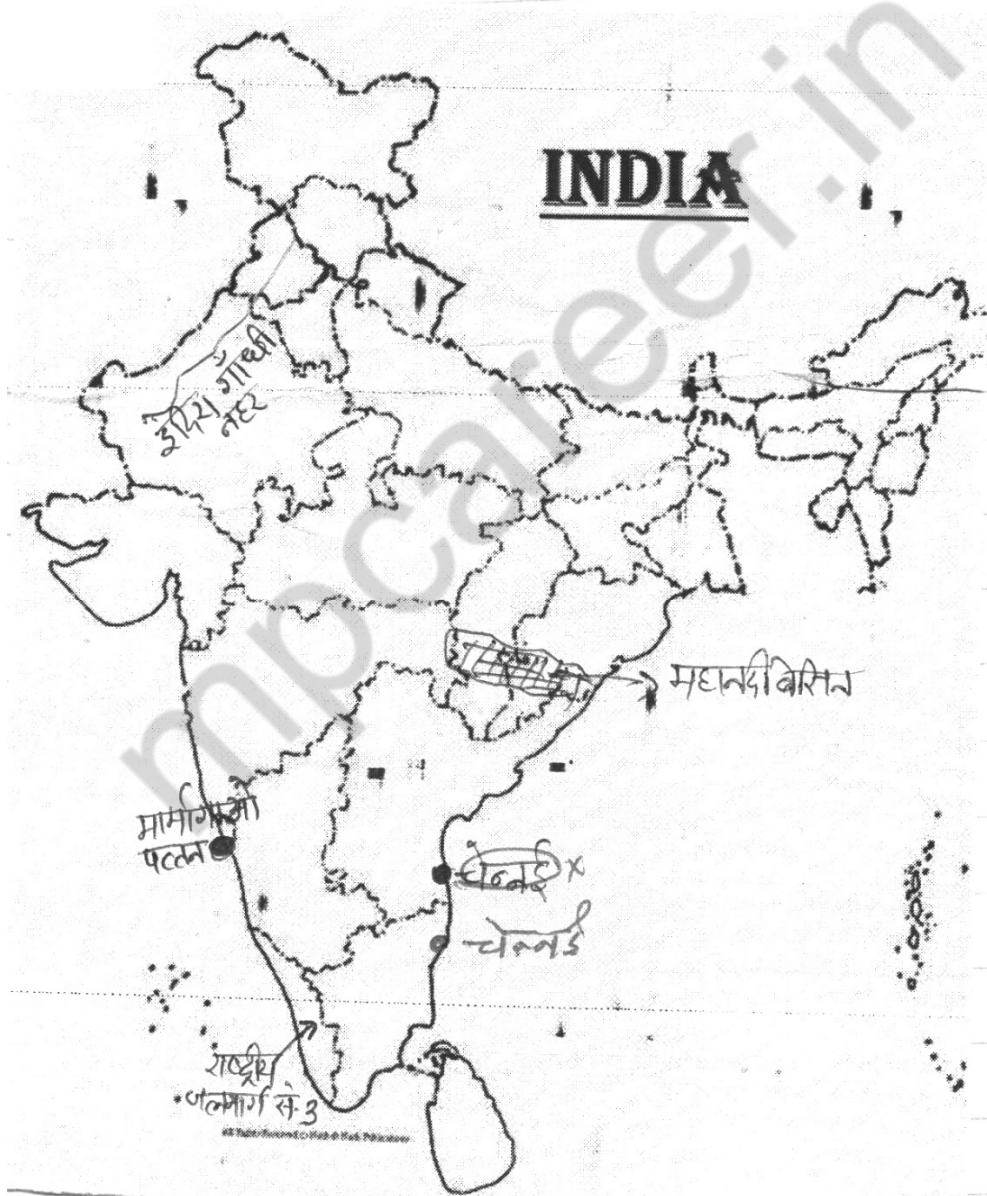 INDIA
mpcareer.in
इंदिरा गाँधी
नहर
महानदी बेसिन
मार्मागाओ
पत्तन
चेन्नई x
चेन्नई
राष्ट्रीय
जलमार्ग सं. 3